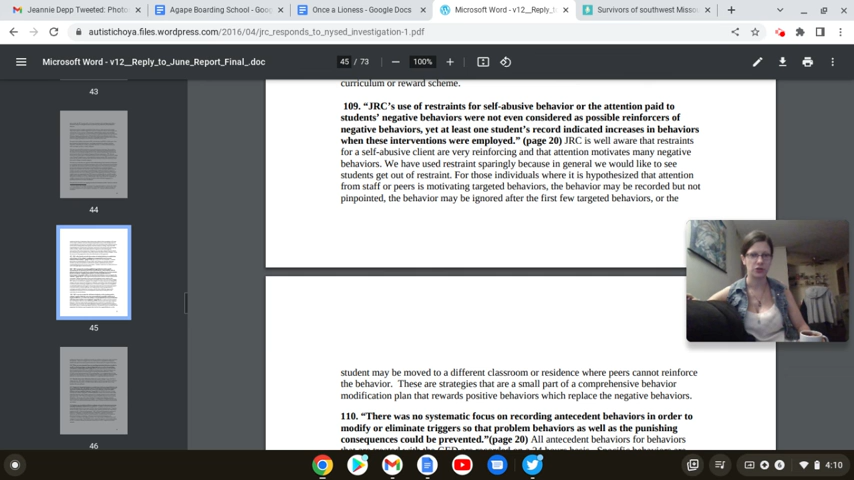 Jeannie Depp Tweeted: Photo
Agape Boarding School - Goo
Once a Lioness - Google Docs
Microsoft Word - v12__Reply_t
Survivors of southwest Misso
autistichoya.files.wordpress.com/2016/04/jrc_responds_to_nysed_investigation-1.pdf
Microsoft Word - v12__Reply_to_June_Report_Final_.doc
45 / 73
100%
43
44
45
46
curriculum or reward scheme.
109. “JRC’s use of restraints for self-abusive behavior or the attention paid to
students’ negative behaviors were not even considered as possible reinforcers of
negative behaviors, yet at least one student’s record indicated increases in behaviors
when these interventions were employed.” (page 20) JRC is well aware that restraints
for a self-abusive client are very reinforcing and that attention motivates many negative
behaviors. We have used restraint sparingly because in general we would like to see
students get out of restraint. For those individuals where it is hypothesized that attention
from staff or peers is motivating targeted behaviors, the behavior may be recorded but not
pinpointed, the behavior may be ignored after the first few targeted behaviors, or the
student may be moved to a different classroom or residence where peers cannot reinforce
the behavior. These are strategies that are a small part of a comprehensive behavior
modification plan that rewards positive behaviors which replace the negative behaviors.
110. “There was no systematic focus on recording antecedent behaviors in order to
modify or eliminate triggers so that problem behaviors as well as the punishing
consequences could be prevented.”(page 20) All antecedent behaviors for behaviors
6
4:10